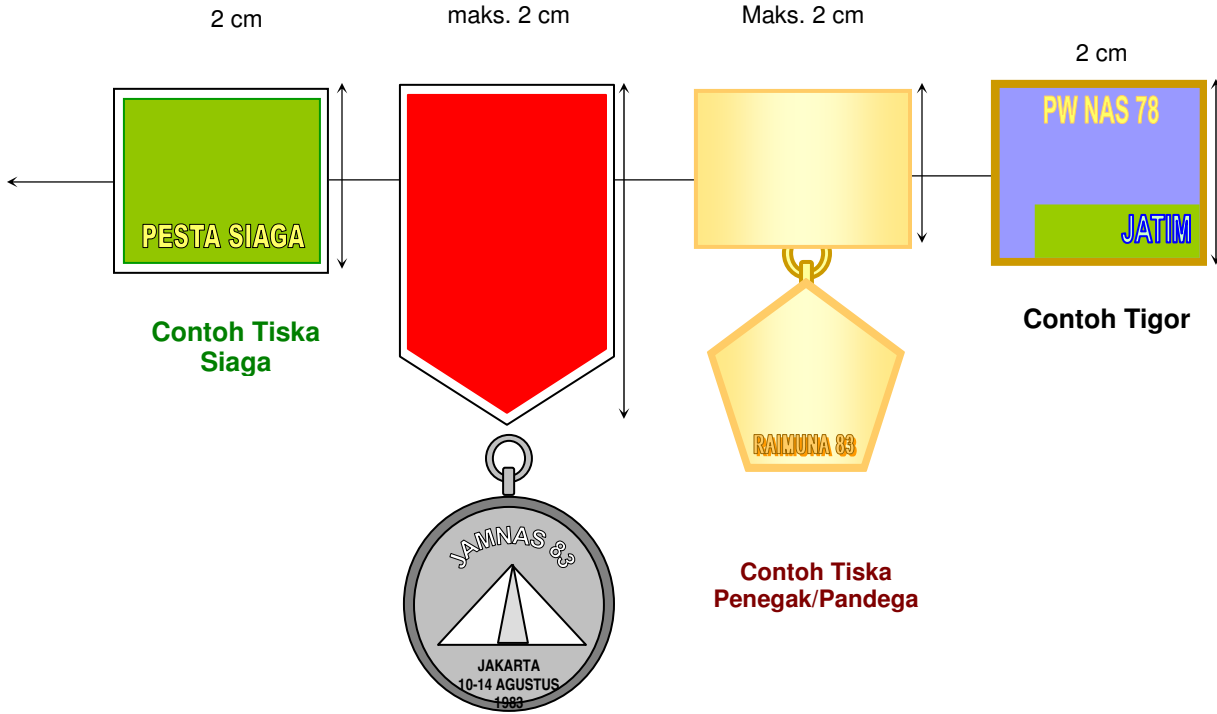 2 cm
maks. 2 cm
Maks. 2 cm
2 cm
PESTA SIAGA
PW NAS 78
JATIM
Contoh Tiska
Siaga
RAIMUNA 83
Contoh Tigor
JAMNAS 83
JAKARTA
10-14 AGUSTUS
1983
Contoh Tiska
Penegak/Pandega